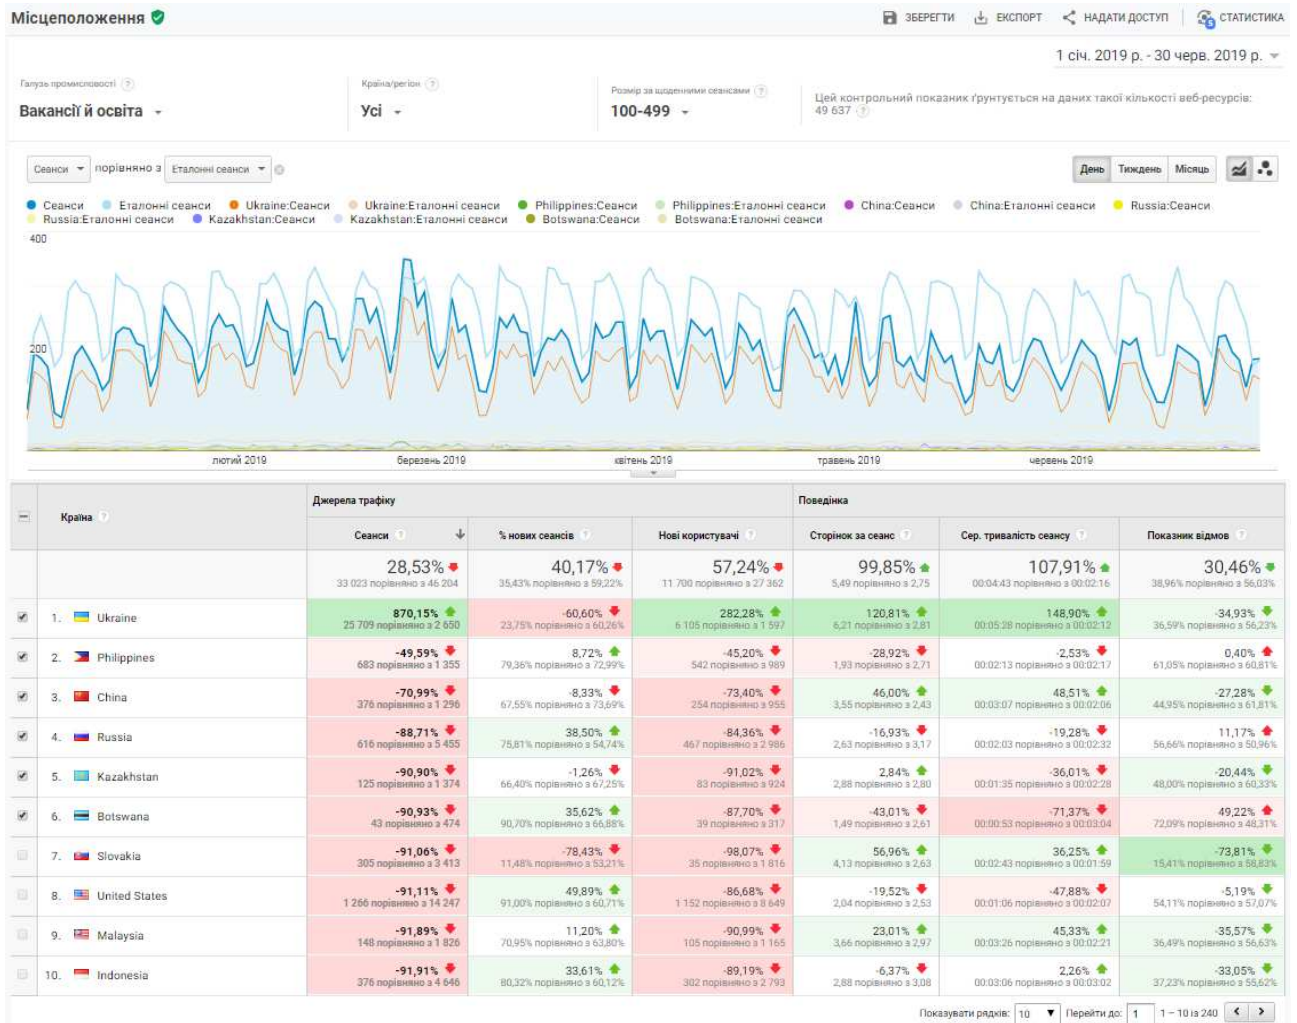 Місцеположення
ЗБЕРЕГТИ ЕКСПОРТ НАДАТИ ДОСТУП СТАТИСТИКА
1 січ. 2019 р. - 30 черв. 2019 р.
Галузь промисловості ? Країна/регіон ? Розмір за щоденними сеансами ?
Вакансії й освіта Усі 100-499
Цей контрольний показник ґрунтується на даних такої кількості веб-ресурсів:
49 637 ?
Сеанси порівняно з Еталонні сеанси День Тиждень Місяць
Сеанси Еталонні сеанси Ukraine:Сеанси Ukraine:Еталонні сеанси Philippines:Сеанси Philippines:Еталонні сеанси China:Сеанси China:Еталонні сеанси Russia:Сеанси
Russia:Еталонні сеанси Kazakhstan:Сеанси Kazakhstan:Еталонні сеанси Botswana:Сеанси Botswana:Еталонні сеанси
400
200
лютий 2019 березень 2019 квітень 2019 травень 2019 червень 2019
Країна ? Джерела трафіку Поведінка
Сеанси ? % нових сеансів ? Нові користувачі ? Сторінок за сеанс ? Сер. тривалість сеансу ? Показник відмов ?
28,53% 40,17% 57,24% 99,85% 107,91% 30,46%
33 023 порівняно з 46 204 35,43% порівняно з 59,22% 11 700 порівняно з 27 362 5,49 порівняно з 2,75 00:04:43 порівняно з 00:02:16 38,96% порівняно з 56,03%
1. Ukraine 870,15% -60,60% 282,28% 120,81% 148,90% -34,93%
25 709 порівняно з 2 650 23,75% порівняно з 60,26% 6 105 порівняно з 1 597 6,21 порівняно з 2,81 00:05:28 порівняно з 00:02:12 36,59% порівняно з 56,23%
2. Philippines -49,59% 8,72% -45,20% -28,92% -2,53% 0,40%
683 порівняно з 1 355 79,36% порівняно з 72,99% 542 порівняно з 989 1,93 порівняно з 2,71 00:02:13 порівняно з 00:02:17 61,05% порівняно з 60,81%
3. China -70,99% -8,33% -73,40% 46,00% 48,51% -27,28%
376 порівняно з 1 296 67,55% порівняно з 73,69% 254 порівняно з 955 3,55 порівняно з 2,43 00:03:07 порівняно з 00:02:06 44,95% порівняно з 61,81%
4. Russia -88,71% 38,50% -84,36% -16,93% -19,28% 11,17%
616 порівняно з 5 455 75,81% порівняно з 54,74% 467 порівняно з 2 986 2,63 порівняно з 3,17 00:02:03 порівняно з 00:02:32 56,66% порівняно з 50,96%
5. Kazakhstan -90,90% -1,26% -91,02% 2,84% -36,01% -20,44%
125 порівняно з 1 374 66,40% порівняно з 67,25% 83 порівняно з 924 2,88 порівняно з 2,80 00:01:35 порівняно з 00:02:28 48,00% порівняно з 60,33%
6. Botswana -90,93% 35,62% -87,70% -43,01% -71,37% 49,22%
43 порівняно з 474 90,70% порівняно з 66,88% 39 порівняно з 317 1,49 порівняно з 2,61 00:00:53 порівняно з 00:03:04 72,09% порівняно з 48,31%
7. Slovakia -91,06% -78,43% -98,07% 56,96% 36,25% -73,81%
305 порівняно з 3 413 11,48% порівняно з 53,21% 35 порівняно з 1 816 4,13 порівняно з 2,63 00:02:43 порівняно з 00:01:59 15,41% порівняно з 58,83%
8. United States -91,11% 49,89% -86,68% -19,52% -47,88% -5,19%
1 266 порівняно з 14 247 91,00% порівняно з 60,71% 1 152 порівняно з 8 649 2,04 порівняно з 2,53 00:01:06 порівняно з 00:02:07 54,11% порівняно з 57,07%
9. Malaysia -91,89% 11,20% -90,99% 23,01% 45,33% -35,57%
148 порівняно з 1 826 70,95% порівняно з 63,80% 105 порівняно з 1 165 3,66 порівняно з 2,97 00:03:26 порівняно з 00:02:21 36,49% порівняно з 56,63%
10. Indonesia -91,91% 33,61% -89,19% -6,37% 2,26% -33,05%
376 порівняно з 4 646 80,32% порівняно з 60,12% 302 порівняно з 2 793 2,88 порівняно з 3,08 00:03:06 порівняно з 00:03:02 37,23% порівняно з 55,62%
Показувати рядків: 10 Перейти до: 1 1 – 10 із 240